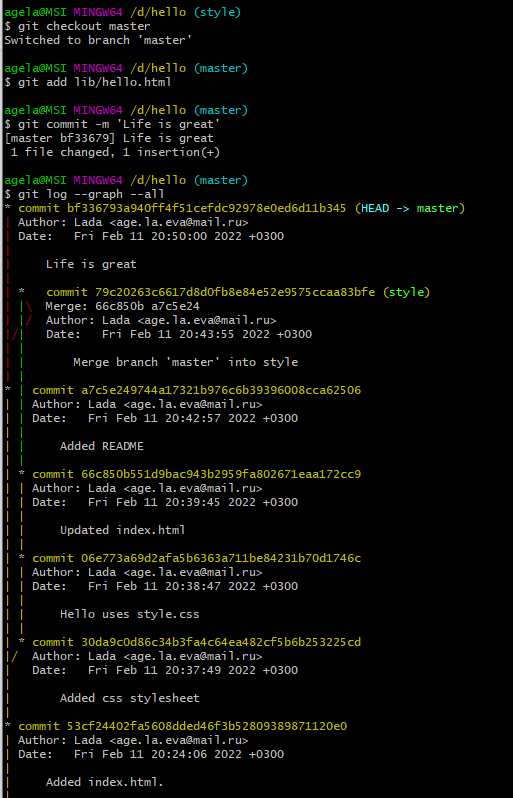 agela@MSI MINGW64 /d/hello (style)
$ git checkout master
Switched to branch 'master'

agela@MSI MINGW64 /d/hello (master)
$ git add lib/hello.html

agela@MSI MINGW64 /d/hello (master)
$ git commit -m 'Life is great'
[master bf33679] Life is great
 1 file changed, 1 insertion(+)

agela@MSI MINGW64 /d/hello (master)
$ git log --graph --all
* commit bf336793a940ff4f51cefdc92978e0ed6d11b345 (HEAD -> master)
| Author: Lada <age.la.eva@mail.ru>
| Date:   Fri Feb 11 20:50:00 2022 +0300
|
|     Life is great
|
| *   commit 79c20263c6617d8d0fb8e84e52e9575ccaa83bfe (style)
| |\  Merge: 66c850b a7c5e24
| |/  Author: Lada <age.la.eva@mail.ru>
|/|   Date:   Fri Feb 11 20:43:55 2022 +0300
| |
| |       Merge branch 'master' into style
| |
* | commit a7c5e249744a17321b976c6b39396008cca62506
| | Author: Lada <age.la.eva@mail.ru>
| | Date:   Fri Feb 11 20:42:57 2022 +0300
| |
| |     Added README
| |
| * commit 66c850b551d9bac943b2959fa802671eaa172cc9
| | Author: Lada <age.la.eva@mail.ru>
| | Date:   Fri Feb 11 20:39:45 2022 +0300
| |
| |     Updated index.html
| |
| * commit 06e773a69d2afa5b6363a711be84231b70d1746c
| | Author: Lada <age.la.eva@mail.ru>
| | Date:   Fri Feb 11 20:38:47 2022 +0300
| |
| |     Hello uses style.css
| |
| * commit 30da9c0d86c34b3fa4c64ea482cf5b6b253225cd
|/  Author: Lada <age.la.eva@mail.ru>
|   Date:   Fri Feb 11 20:37:49 2022 +0300
|
|       Added css stylesheet
|
* commit 53cf24402fa5608dded46f3b52809389871120e0
| Author: Lada <age.la.eva@mail.ru>
| Date:   Fri Feb 11 20:24:06 2022 +0300
|
|     Added index.html.
|